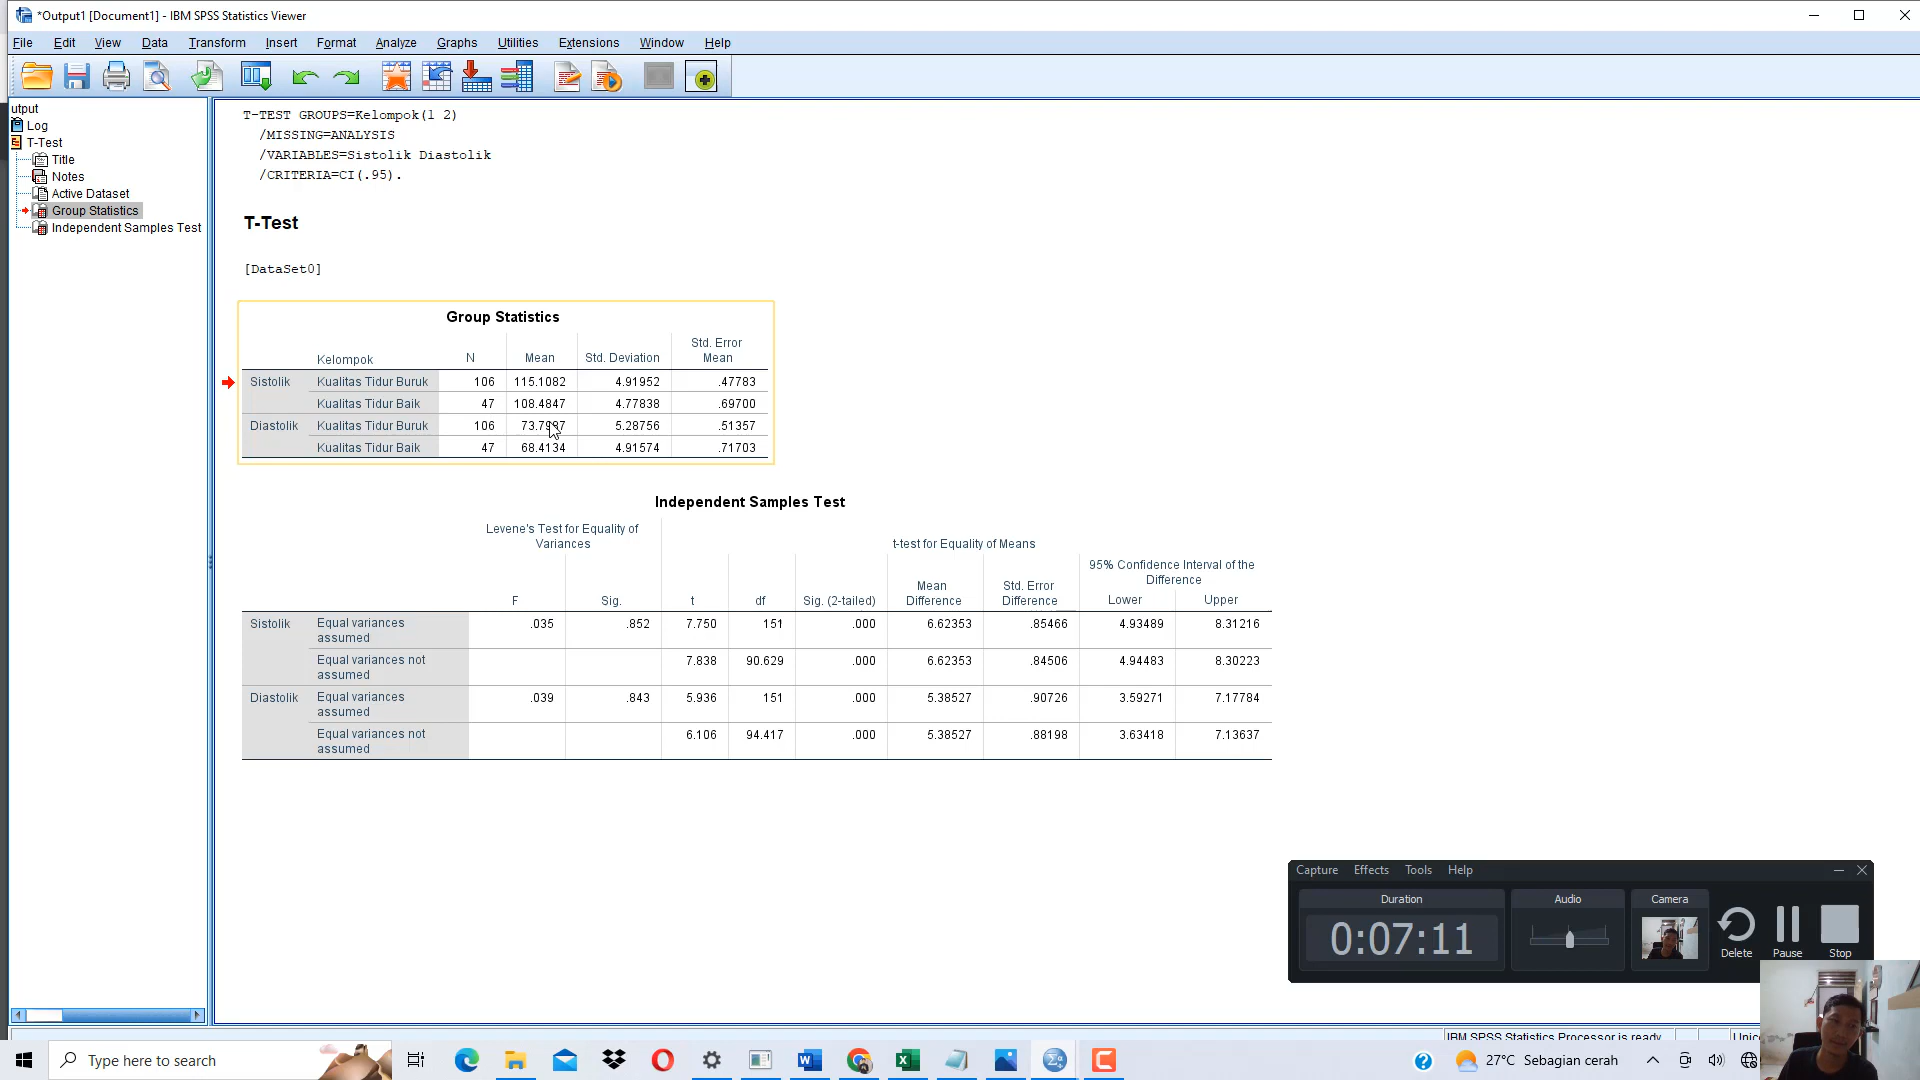 *Output1 [Document1] - IBM SPSS Statistics Viewer
File Edit View Data Transform Insert Format Analyze Graphs Utilities Extensions Window Help
utput
Log
T-Test
Title
Notes
Active Dataset
Group Statistics
Independent Samples Test
T-TEST GROUPS=Kelompok(1 2)
/MISSING=ANALYSIS
/VARIABLES=Sistolik Diastolik
/CRITERIA=CI(.95).
T-Test
[DataSet0]
Group Statistics
Kelompok N Mean Std. Deviation Std. Error Mean
Sistolik Kualitas Tidur Buruk 106 115.1082 4.91952 .47783
Kualitas Tidur Baik 47 108.4847 4.77838 .69700
Diastolik Kualitas Tidur Buruk 106 5.28756 .51357
Kualitas Tidur Baik 47 68.4134 4.91574 .71703
Independent Samples Test
Levene's Test for Equality of Variances
t-test for Equality of Means
95% Confidence Interval of the Difference
F Sig. t df Sig. (2-tailed) Mean Difference Std. Error Difference Lower Upper
Sistolik Equal variances assumed .035 .852 7.750 151 .000 6.62353 .85466 4.93489 8.31216
Equal variances not assumed 7.838 90.629 .000 6.62353 .84506 4.94483 8.30223
Diastolik Equal variances assumed .039 .843 5.936 151 .000 5.38527 .90726 3.59271 7.17784
Equal variances not assumed 6.106 94.417 .000 5.38527 .88198 3.63418 7.13637
Capture Effects Tools Help
Duration Audio Camera
0:07:11
Delete Pause Stop
IBM SPSS Statistics Processor is ready
Unic
Type here to search
27°C Sebagian cerah